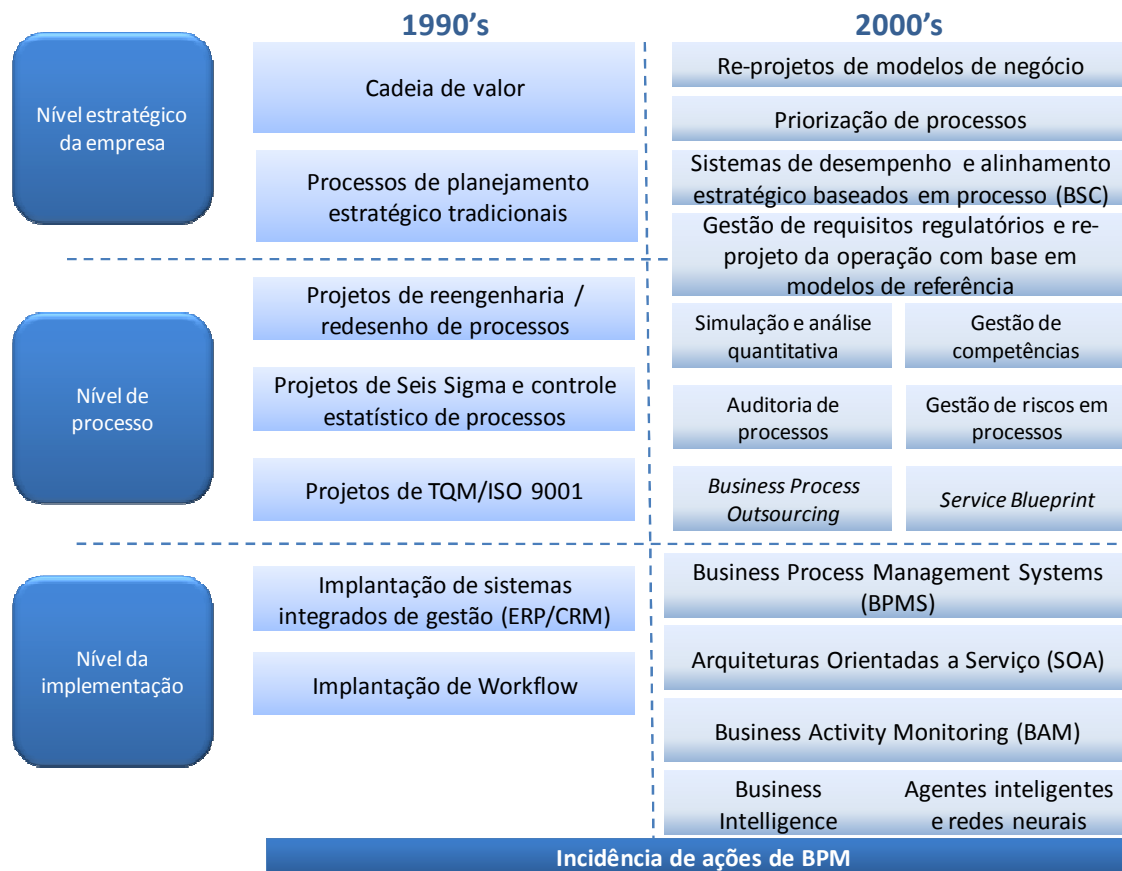 1990's
2000's
Nível estratégico
da empresa
Cadeia de valor
Processos de planejamento
estratégico tradicionais
Re-projetos de modelos de negócio
Priorização de processos
Sistemas de desempenho e alinhamento
estratégico baseados em processo (BSC)
Gestão de requisitos regulatórios e re-
projeto da operação com base em
modelos de referência
Nível de
processo
Projetos de reengenharia /
redesenho de processos
Projetos de Seis Sigma e controle
estatístico de processos
Projetos de TQM/ISO 9001
Simulação e análise
quantitativa
Gestão de
competências
Auditoria de
processos
Gestão de riscos em
processos
Business Process
Outsourcing
Service Blueprint
Nível da
implementação
Implantação de sistemas
integrados de gestão (ERP/CRM)
Implantação de Workflow
Business Process Management Systems
(BPMS)
Arquiteturas Orientadas a Serviço (SOA)
Business Activity Monitoring (BAM)
Business
Intelligence
Agentes inteligentes
e redes neurais
Incidência de ações de BPM